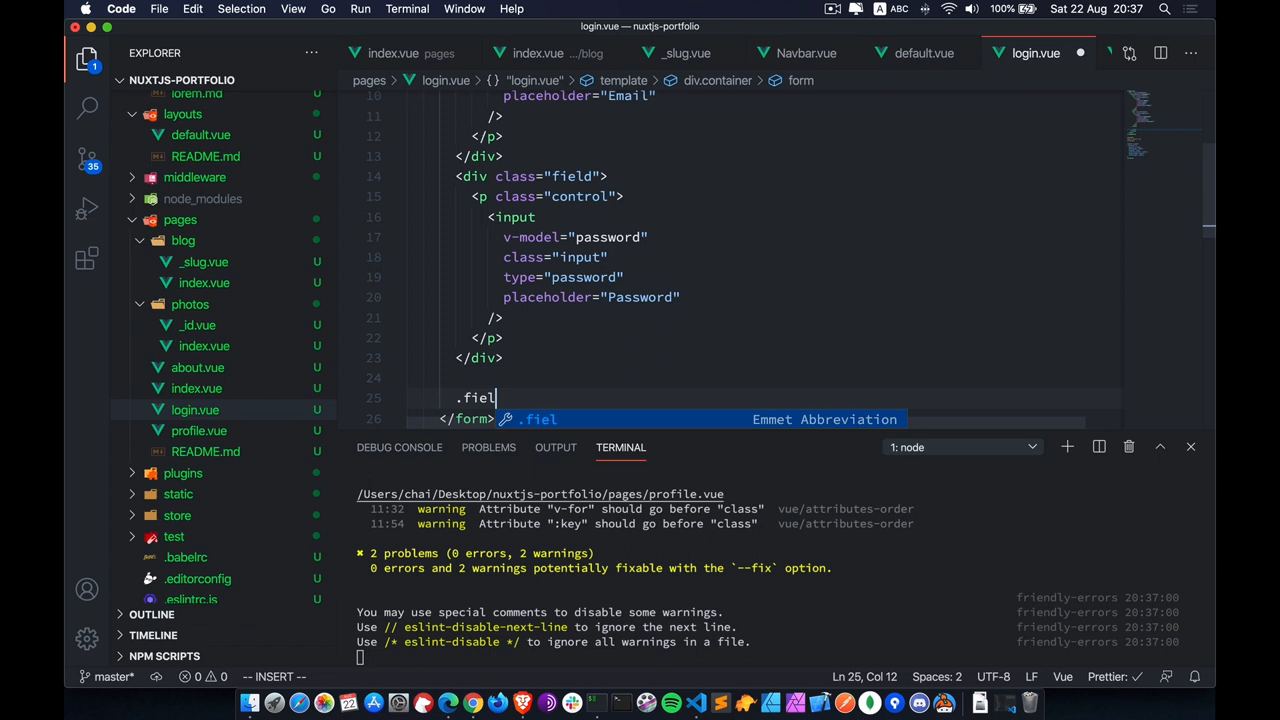 Code File Edit Selection View Go Run Terminal Window Help A ABC 100% Sat 22 Aug 20:37
login.vue — nuxtjs-portfolio
EXPLORER
index.vue pages index.vue .../blog _slug.vue Navbar.vue default.vue login.vue
NUXTJS-PORTFOLIO
pages > login.vue > {} "login.vue" > template > div.container > form
lorem.md U
layouts
default.vue U
README.md U
middleware
node_modules
pages
blog
_slug.vue U
index.vue U
photos
_id.vue U
index.vue U
about.vue U
index.vue U
login.vue U
profile.vue U
README.md U
plugins
static
store
test
.babelrc U
.editorconfig U
.eslintrc.js U
OUTLINE
TIMELINE
NPM SCRIPTS
1
35
10 placeholder="Email"
11 />
12 </p>
13 </div>
14 <div class="field">
15 <p class="control">
16 <input
17 v-model="password"
18 class="input"
19 type="password"
20 placeholder="Password"
21 />
22 </p>
23 </div>
24
25 .fiel
26 </form>
.fiel Emmet Abbreviation
DEBUG CONSOLE PROBLEMS OUTPUT TERMINAL 1: node
/Users/chai/Desktop/nuxtjs-portfolio/pages/profile.vue
11:32 warning Attribute "v-for" should go before "class" vue/attributes-order
11:54 warning Attribute ":key" should go before "class" vue/attributes-order
✖ 2 problems (0 errors, 2 warnings)
0 errors and 2 warnings potentially fixable with the `--fix` option.
friendly-errors 20:37:00
You may use special comments to disable some warnings. friendly-errors 20:37:00
Use // eslint-disable-next-line to ignore the next line. friendly-errors 20:37:00
Use /* eslint-disable */ to ignore all warnings in a file. friendly-errors 20:37:00
master* 0 0 -- INSERT -- Ln 25, Col 12 Spaces: 2 UTF-8 LF Vue Prettier: ✓
22